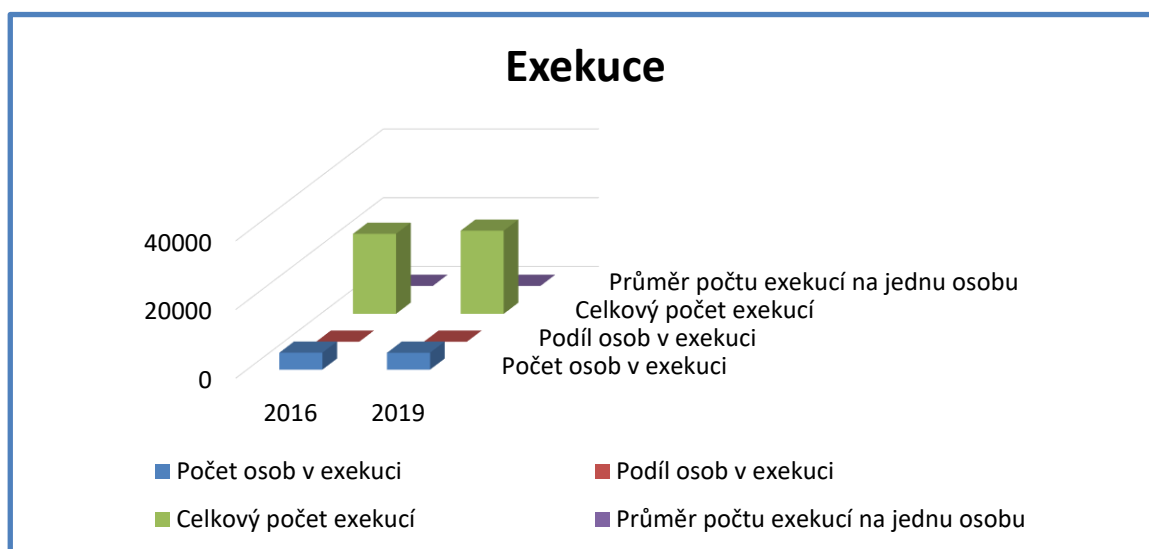 Exekuce
40000
20000
0
Průměr počtu exekucí na jednu osobu
Celkový počet exekucí
Podíl osob v exekuci
Počet osob v exekuci
2016 2019
Počet osob v exekuci Podíl osob v exekuci
Celkový počet exekucí Průměr počtu exekucí na jednu osobu